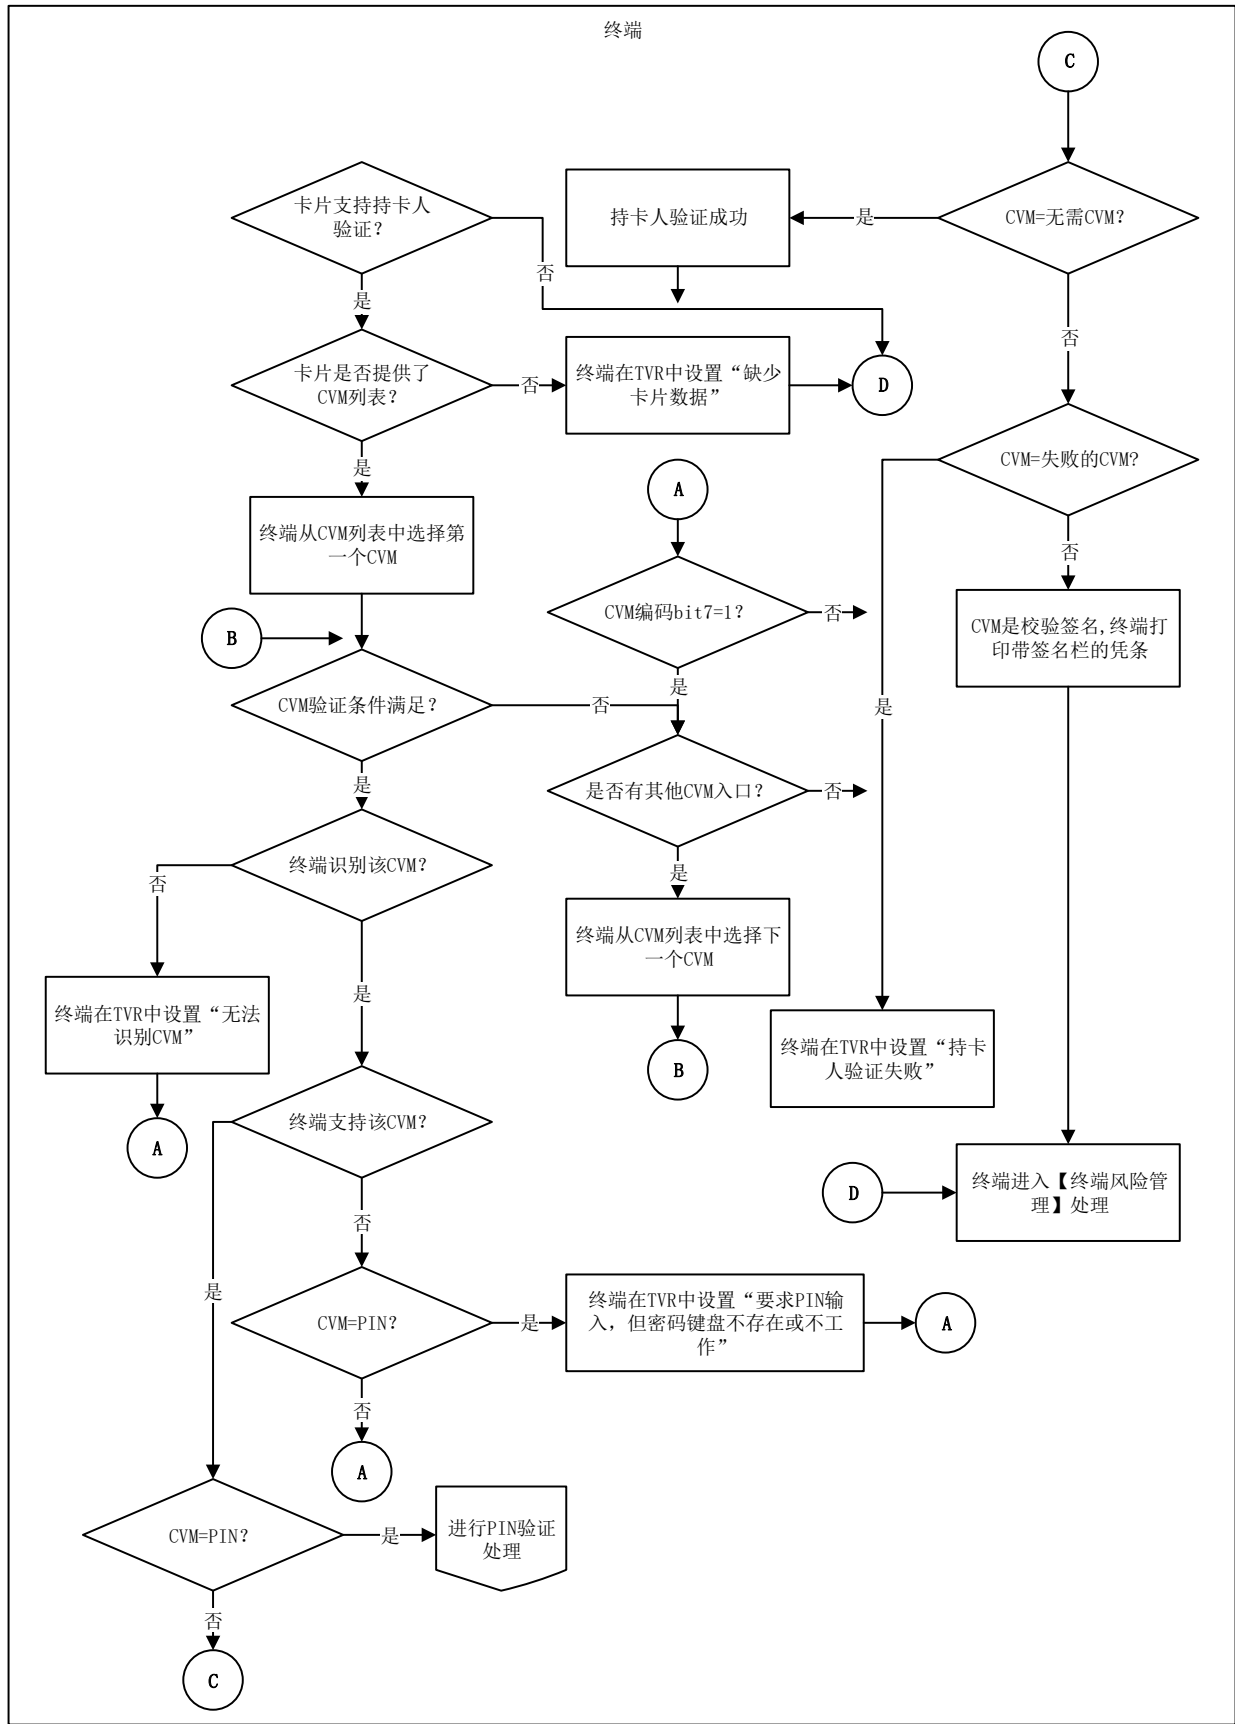 终端
C
卡片支持持卡人
验证？
持卡人验证成功
是
CVM=无需CVM?
否
是
否
卡片是否提供了
CVM列表？
否
终端在TVR中设置“缺少
卡片数据”
D
CVM=失败的CVM?
是
A
终端从CVM列表中选择第
一个CVM
否
CVM编码bit7=1？
否
CVM是校验签名,终端打
印带签名栏的凭条
B
是
CVM验证条件满足？
否
是
是
是否有其他CVM入口？
否
终端识别该CVM？
否
是
终端从CVM列表中选择下
一个CVM
终端在TVR中设置“无法
识别CVM”
是
终端在TVR中设置“持卡
人验证失败”
B
终端支持该CVM？
A
终端进入【终端风险管
理】处理
D
否
是
CVM=PIN？
是
终端在TVR中设置“要求PIN输
入，但密码键盘不存在或不工
作”
A
否
A
CVM=PIN？
是
进行PIN验证
处理
否
C